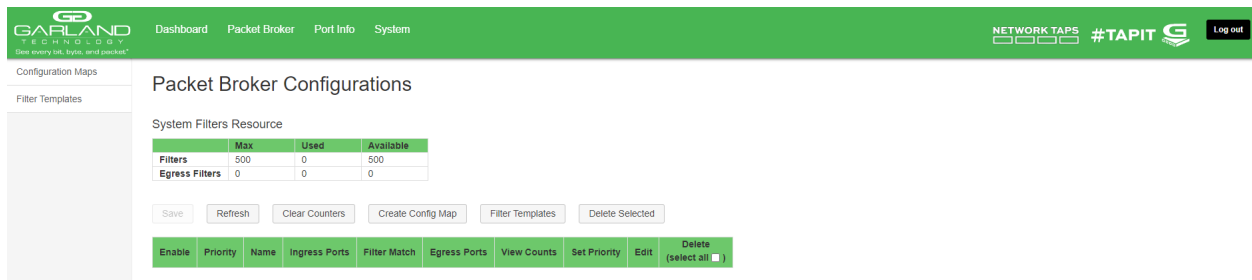 GARLAND
TECHNOLOGY
See every bit, byte, and packet.®
Dashboard Packet Broker Port Info System
NETWORK TAPS #TAPIT
Log out
Configuration Maps
Filter Templates
Packet Broker Configurations
System Filters Resource
Max Used Available
Filters 500 0 500
Egress Filters 0 0 0
Save Refresh Clear Counters Create Config Map Filter Templates Delete Selected
Enable Priority Name Ingress Ports Filter Match Egress Ports View Counts Set Priority Edit Delete
(select all )